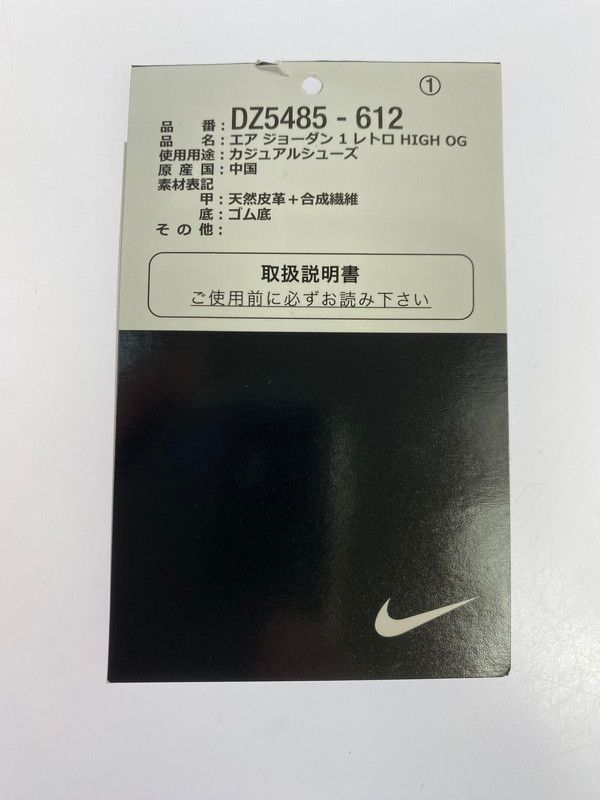 ①
品番：DZ5485 - 612
品名：エア ジョーダン 1 レトロ HIGH OG
使用用途：カジュアルシューズ
原産国：中国
素材表記
甲：天然皮革＋合成繊維
底：ゴム底
その他：
取扱説明書
ご使用前に必ずお読み下さい